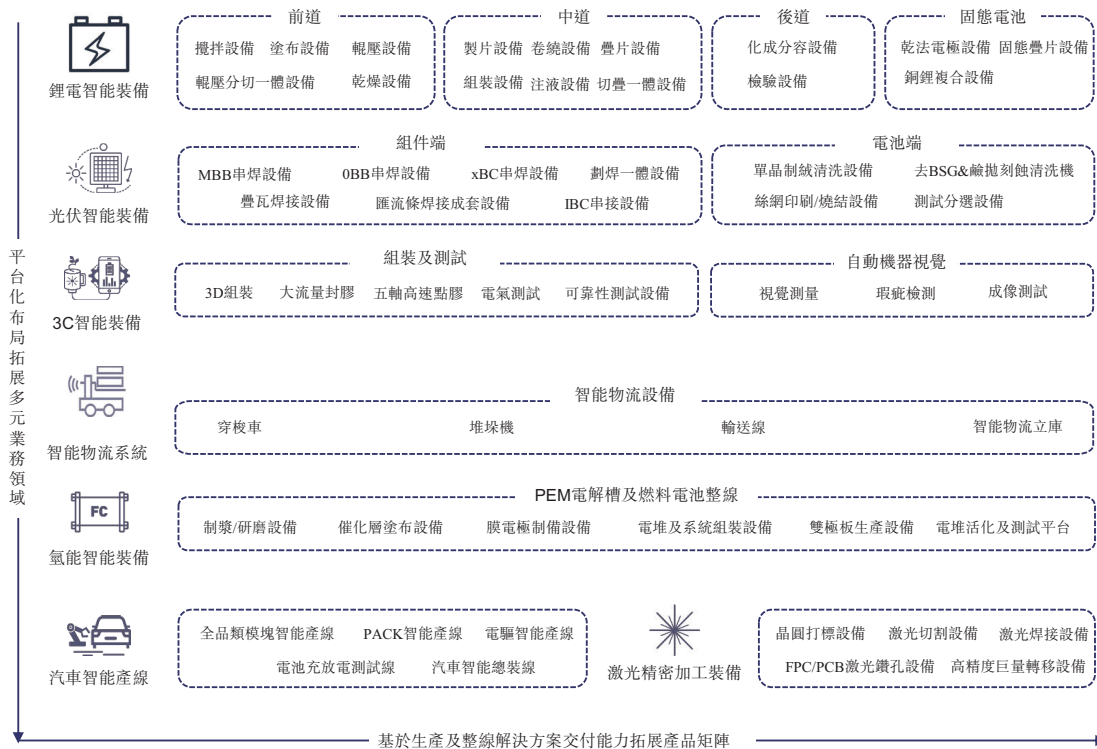 前道
攪拌設備 塗布設備 輥壓設備
輥壓分切一體設備 乾燥設備
中道
製片設備 卷繞設備 疊片設備
組裝設備 注液設備 切疊一體設備
後道
化成分容設備
檢驗設備
固態電池
乾法電極設備 固態疊片設備
銅鋰複合設備
鋰電智能裝備
組件端
MBB串焊設備 0BB串焊設備 xBC串焊設備 劃焊一體設備
疊瓦焊接設備 匯流條焊接成套設備 IBC串接設備
電池端
單晶制絨清洗設備 去BSG&鹼拋刻蝕清洗機
絲網印刷/燒結設備 測試分選設備
光伏智能裝備
平台化布局拓展多元業務領域
組裝及測試
3D組裝 大流量封膠 五軸高速點膠 電氣測試 可靠性測試設備
自動機器視覺
視覺測量 瑕疵檢測 成像測試
3C智能裝備
智能物流設備
穿梭車 堆垛機 輸送線 智能物流立庫
智能物流系統
PEM電解槽及燃料電池整線
制漿/研磨設備 催化層塗布設備 膜電極制備設備 電堆及系統組裝設備 雙極板生產設備 電堆活化及測試平台
FC
氫能智能裝備
全品類模塊智能產線 PACK智能產線 電驅智能產線
電池充放電測試線 汽車智能總裝線
汽車智能產線
激光精密加工裝備
晶圓打標設備 激光切割設備 激光焊接設備
FPC/PCB激光鑽孔設備 高精度巨量轉移設備
基於生產及整線解決方案交付能力拓展產品矩陣